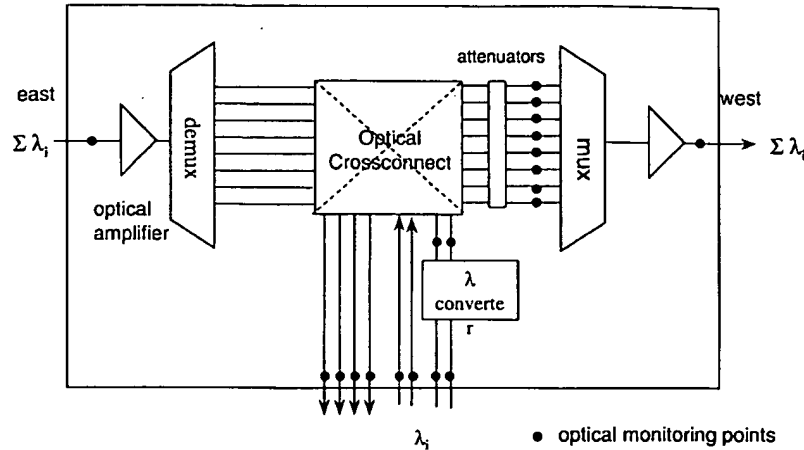 attenuators
east
west
Σ λi
demux
Optical
Crossconnect
mux
Σ λi
optical
amplifier
λ
converte
r
λi
optical monitoring points